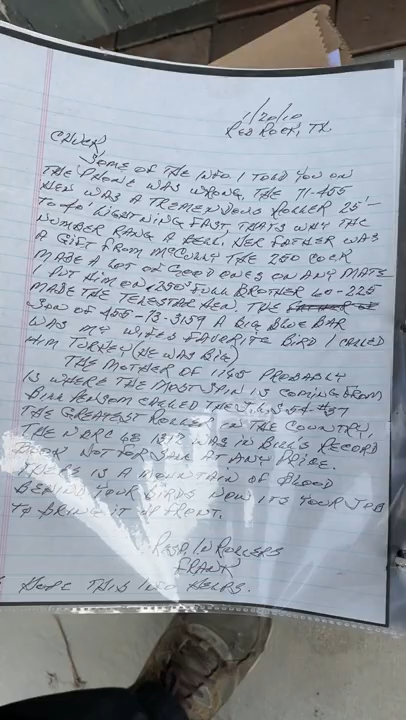 1/20/10
RED ROCK, TX
CHUCK
SOME OF THE INFO. I TOLD YOU ON
THE PHONE WAS WRONG, THE 71-455
HEN WAS A TREMENDOUS ROLLER 25'-
TO 40' LIGHTNING FAST, THATS WHY THE
NUMBER RANG A BELL. HER FATHER WAS
A GIFT FROM McCURLY THE 250 COCK
MADE A LOT OF GOOD ONES ON ANY MATE
I PUT HIM ON. 250'S FULL BROTHER 60-225
MADE THE TELESTAR HEN. THE
SON OF 455-73-3159 A BIG BLUE BAR
WAS MY WIFES FAVORITE BIRD I CALLED
HIM TURKEY (HE WAS BIG)
THE MOTHER OF 1165 PROBABLY
IS WHERE THE MOST SPIN IS COMING FROM
BILL PENSOM CALLED THE 54 #37
THE GREATEST ROLLER IN THE COUNTRY,
THE NBRC 68 1372 WAS IN BILL'S RECORD
BOOK NOT FOR SALE AT ANY PRICE.
THERE IS A MOUNTAIN OF BLOOD
BEHIND YOUR BIRDS NOW ITS YOUR JOB
TO BRING IT UP FRONT.
IN ROLLERS
FRANK
HOPE THIS INFO HELPS.